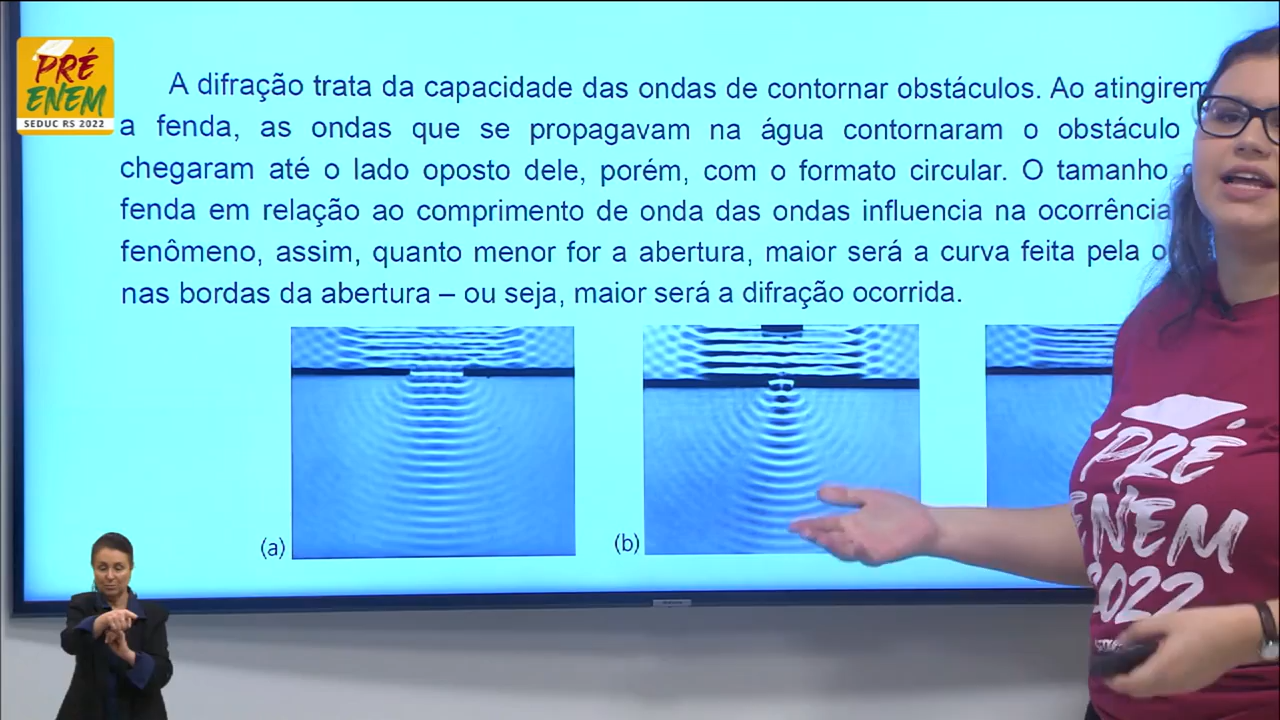 PRÉ
ENEM
SEDUC RS 2022
A difração trata da capacidade das ondas de contornar obstáculos. Ao atingirem
a fenda, as ondas que se propagavam na água contornaram o obstáculo
chegaram até o lado oposto dele, porém, com o formato circular. O tamanho
fenda em relação ao comprimento de onda das ondas influencia na ocorrência
fenômeno, assim, quanto menor for a abertura, maior será a curva feita pela
nas bordas da abertura – ou seja, maior será a difração ocorrida.
(a)
(b)
PRÉ
ENEM
2022